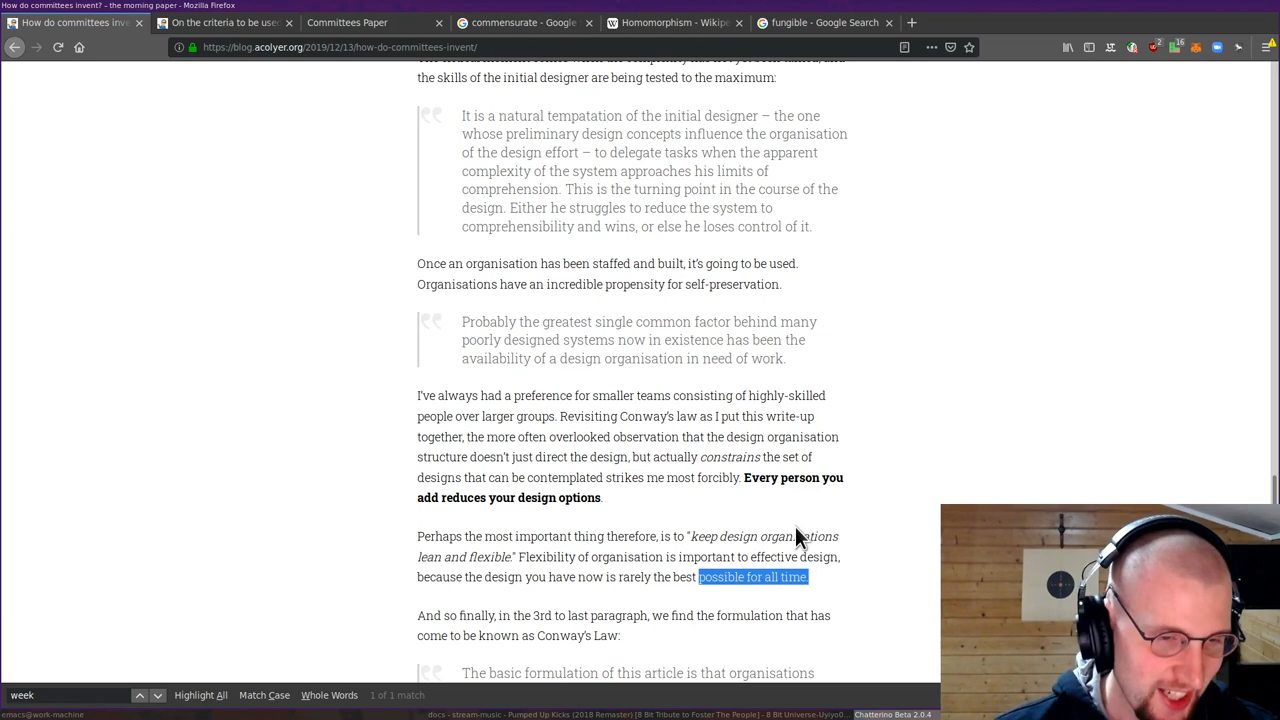 How do committees invent? – the morning paper - Mozilla Firefox
How do committees inve
On the criteria to be used
Committees Paper
commensurate - Google
Homomorphism - Wikipe
fungible - Google Search
https://blog.acolyer.org/2019/12/13/how-do-committees-invent/
2
16
the skills of the initial designer are being tested to the maximum:
It is a natural tempatation of the initial designer – the one
whose preliminary design concepts influence the organisation
of the design effort – to delegate tasks when the apparent
complexity of the system approaches his limits of
comprehension. This is the turning point in the course of the
design. Either he struggles to reduce the system to
comprehensibility and wins, or else he loses control of it.
Once an organisation has been staffed and built, it's going to be used.
Organisations have an incredible propensity for self-preservation.
Probably the greatest single common factor behind many
poorly designed systems now in existence has been the
availability of a design organisation in need of work.
I've always had a preference for smaller teams consisting of highly-skilled
people over larger groups. Revisiting Conway's law as I put this write-up
together, the more often overlooked observation that the design organisation
structure doesn't just direct the design, but actually constrains the set of
designs that can be contemplated strikes me most forcibly. Every person you
add reduces your design options.
Perhaps the most important thing therefore, is to "keep design organisations
lean and flexible." Flexibility of organisation is important to effective design,
because the design you have now is rarely the best possible for all time.
And so finally, in the 3rd to last paragraph, we find the formulation that has
come to be known as Conway's Law:
The basic formulation of this article is that organisations
week
Highlight All
Match Case
Whole Words
1 of 1 match
emacs@work-machine
docs - stream-music - Pumped Up Kicks (2018 Remaster) [8 Bit Tribute to Foster The People] - 8 Bit Universe-Uyiyo0...
Chatterino Beta 2.0.4